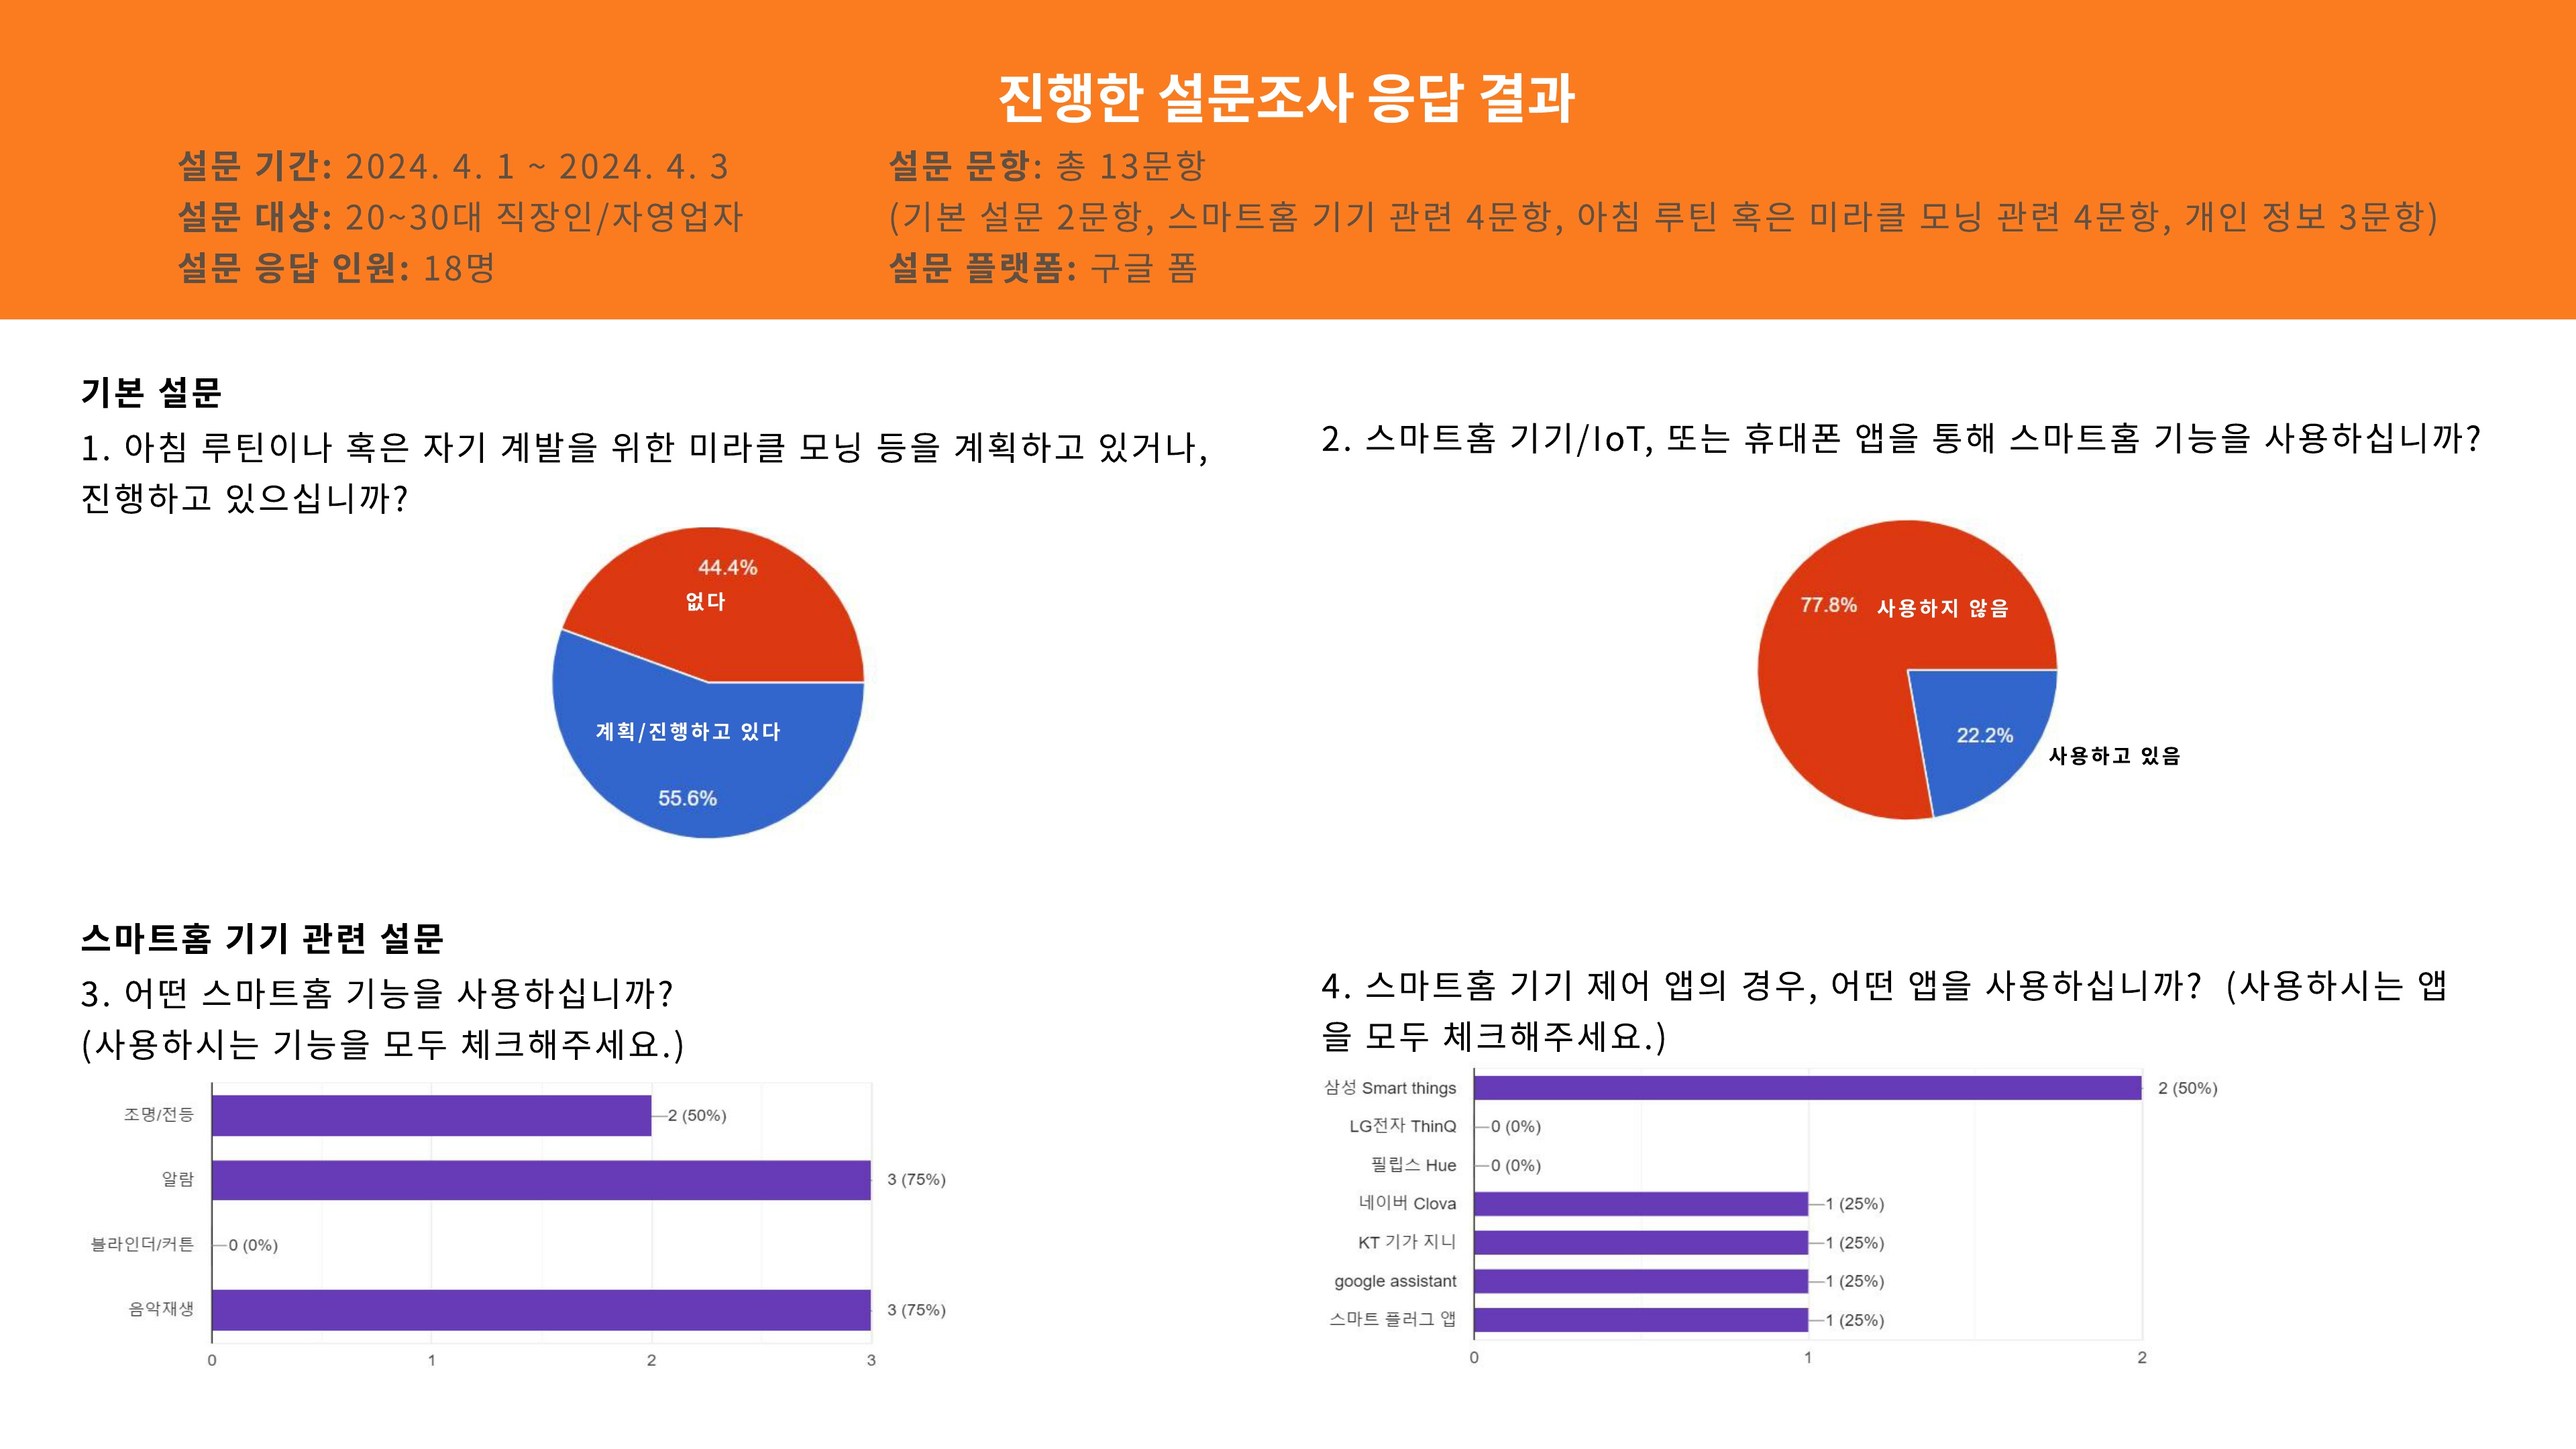 진행한 설문조사 응답 결과
설문 기간: 2024. 4. 1 ~ 2024. 4. 3
설문 대상: 20~30대 직장인/자영업자
설문 응답 인원: 18명
설문 문항: 총 13문항
(기본 설문 2문항, 스마트홈 기기 관련 4문항, 아침 루틴 혹은 미라클 모닝 관련 4문항, 개인 정보 3문항)
설문 플랫폼: 구글 폼
기본 설문
1. 아침 루틴이나 혹은 자기 계발을 위한 미라클 모닝 등을 계획하고 있거나,
진행하고 있으십니까?
44.4%
없다
계획/진행하고 있다
55.6%
2. 스마트홈 기기/IoT, 또는 휴대폰 앱을 통해 스마트홈 기능을 사용하십니까?
77.8% 사용하지 않음
22.2%
사용하고 있음
스마트홈 기기 관련 설문
3. 어떤 스마트홈 기능을 사용하십니까?
(사용하시는 기능을 모두 체크해주세요.)
조명/전등 2 (50%)
알람 3 (75%)
블라인더/커튼 0 (0%)
음악재생 3 (75%)
0 1 2 3
4. 스마트홈 기기 제어 앱의 경우, 어떤 앱을 사용하십니까? (사용하시는 앱
을 모두 체크해주세요.)
삼성 Smart things 2 (50%)
LG전자 ThinQ 0 (0%)
필립스 Hue 0 (0%)
네이버 Clova 1 (25%)
KT 기가 지니 1 (25%)
google assistant 1 (25%)
스마트 플러그 앱 1 (25%)
0 1 2